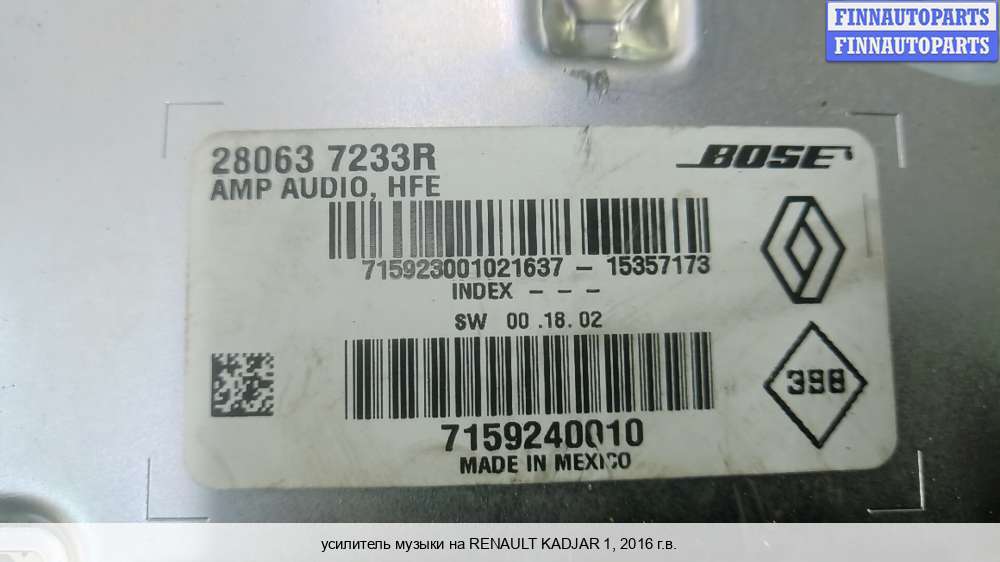 FINNAUTOPARTS
FINNAUTOPARTS
28063 7233R
BOSE
AMP AUDIO, HFE
715923001021637 - 15357173
INDEX - - -
SW 00 .18. 02
398
7159240010
MADE IN MEXICO
усилитель музыки на RENAULT KADJAR 1, 2016 г.в.